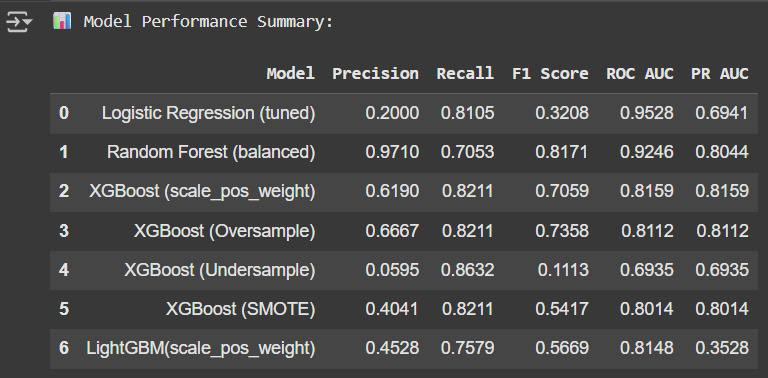 📊 Model Performance Summary:
Model Precision Recall F1 Score ROC AUC PR AUC
0 Logistic Regression (tuned) 0.2000 0.8105 0.3208 0.9528 0.6941
1 Random Forest (balanced) 0.9710 0.7053 0.8171 0.9246 0.8044
2 XGBoost (scale_pos_weight) 0.6190 0.8211 0.7059 0.8159 0.8159
3 XGBoost (Oversample) 0.6667 0.8211 0.7358 0.8112 0.8112
4 XGBoost (Undersample) 0.0595 0.8632 0.1113 0.6935 0.6935
5 XGBoost (SMOTE) 0.4041 0.8211 0.5417 0.8014 0.8014
6 LightGBM(scale_pos_weight) 0.4528 0.7579 0.5669 0.8148 0.3528